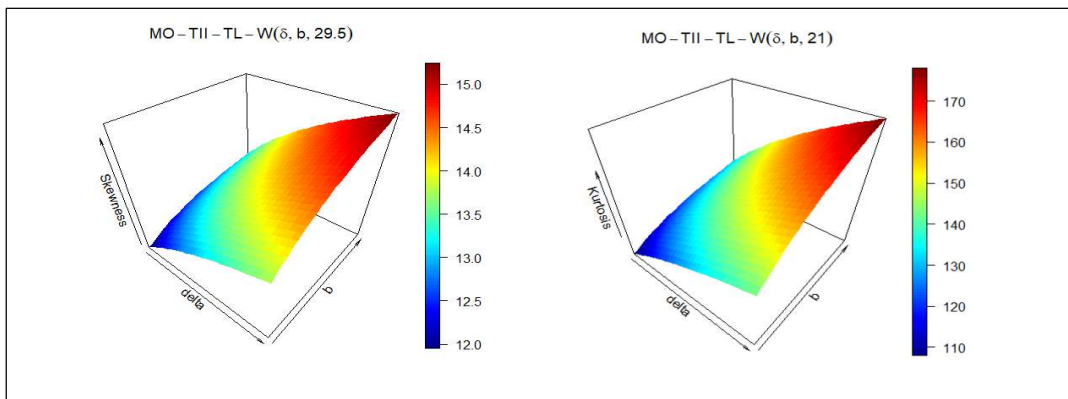 MO – TII – TL – W(δ, b, 29.5)
Skewness
delta
b
15.0
14.5
14.0
13.5
13.0
12.5
12.0
MO – TII – TL – W(δ, b, 21)
Kurtosis
delta
b
170
160
150
140
130
120
110